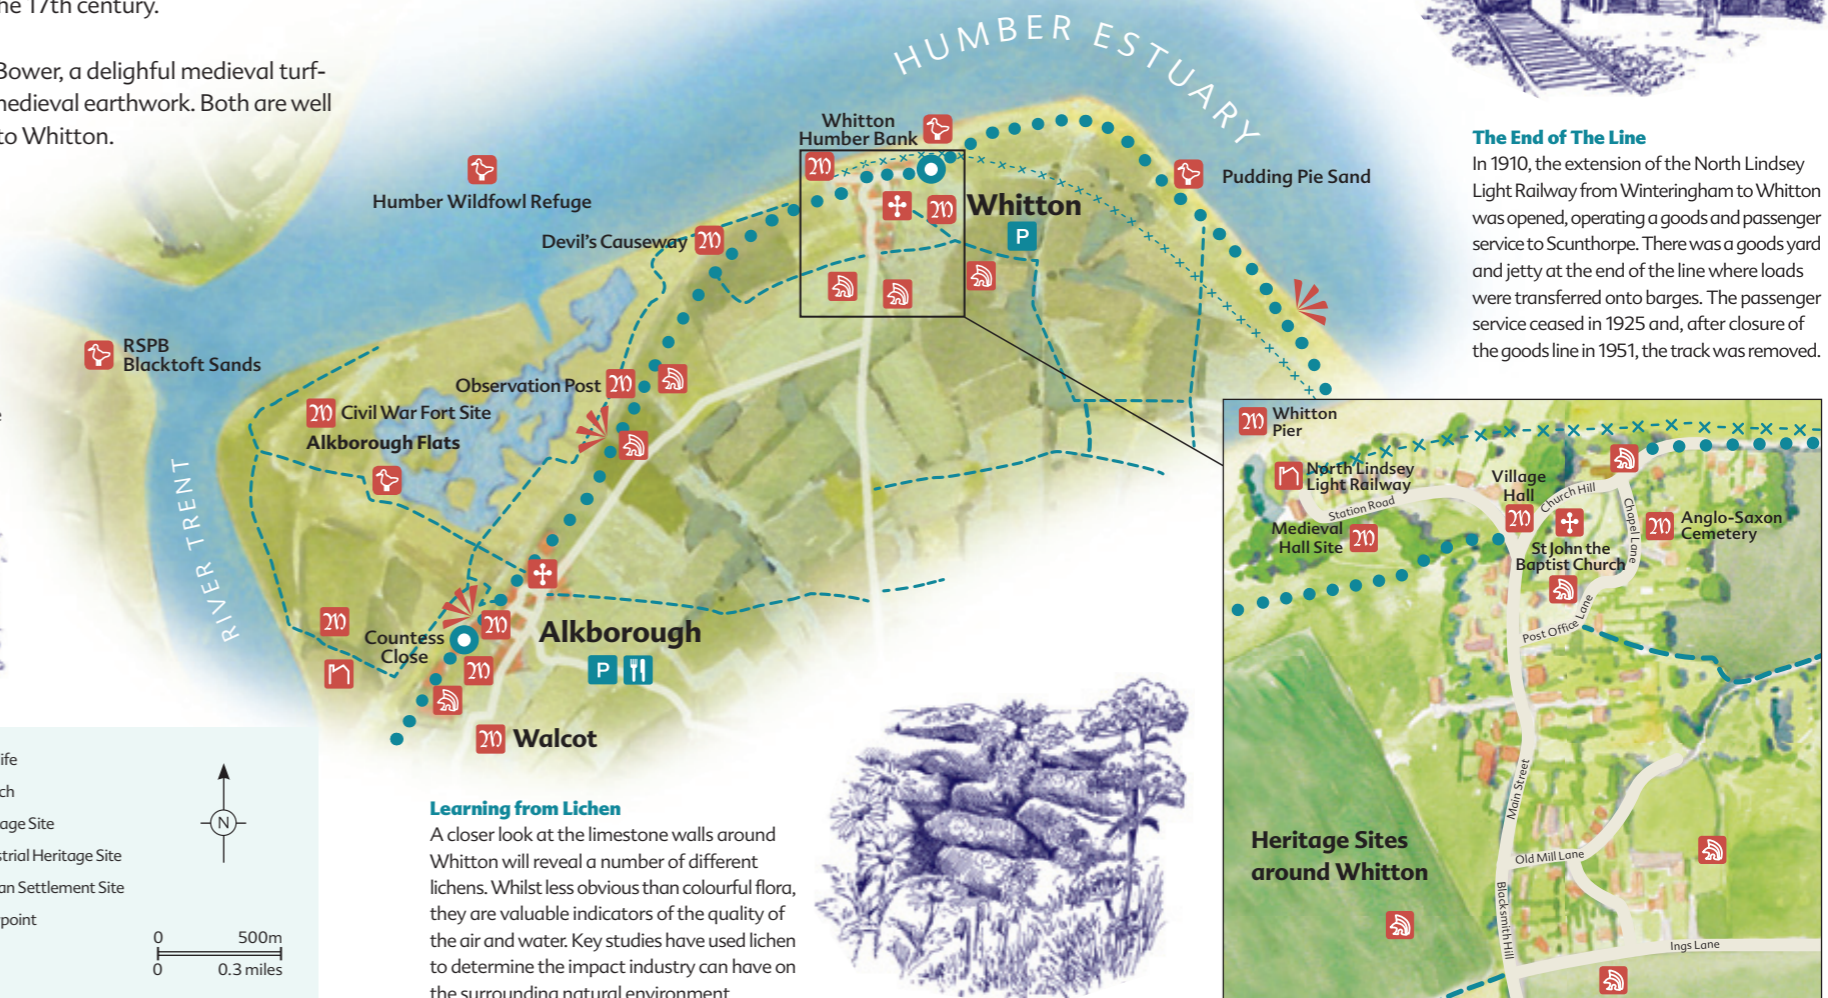 he 17th century.
Bower, a delighful medieval turf-
medieval earthwork. Both are well
to Whitton.
HUMBER ESTUARY
Whitton
Humber Bank
Humber Wildfowl Refuge
Devil's Causeway
Whitton
P
Pudding Pie Sand
RSPB
Blacktoft Sands
Observation Post
Civil War Fort Site
Alkborough Flats
RIVER TRENT
Countess
Close
Alkborough
P
Walcot
The End of The Line
In 1910, the extension of the North Lindsey
Light Railway from Winteringham to Whitton
was opened, operating a goods and passenger
service to Scunthorpe. There was a goods yard
and jetty at the end of the line where loads
were transferred onto barges. The passenger
service ceased in 1925 and, after closure of
the goods line in 1951, the track was removed.
Whitton
Pier
North Lindsey
Light Railway
Station Road
Village
Hall
Church Hill
Chapel Lane
Medieval
Hall Site
St John the
Baptist Church
Anglo-Saxon
Cemetery
Post Office Lane
Main Street
Heritage Sites
around Whitton
Old Mill Lane
Blacksmith Hill
Ings Lane
ife
ch
age Site
strial Heritage Site
an Settlement Site
point
N
0 500m
0 0.3 miles
Learning from Lichen
A closer look at the limestone walls around
Whitton will reveal a number of different
lichens. Whilst less obvious than colourful flora,
they are valuable indicators of the quality of
the air and water. Key studies have used lichen
to determine the impact industry can have on
the surrounding natural environment